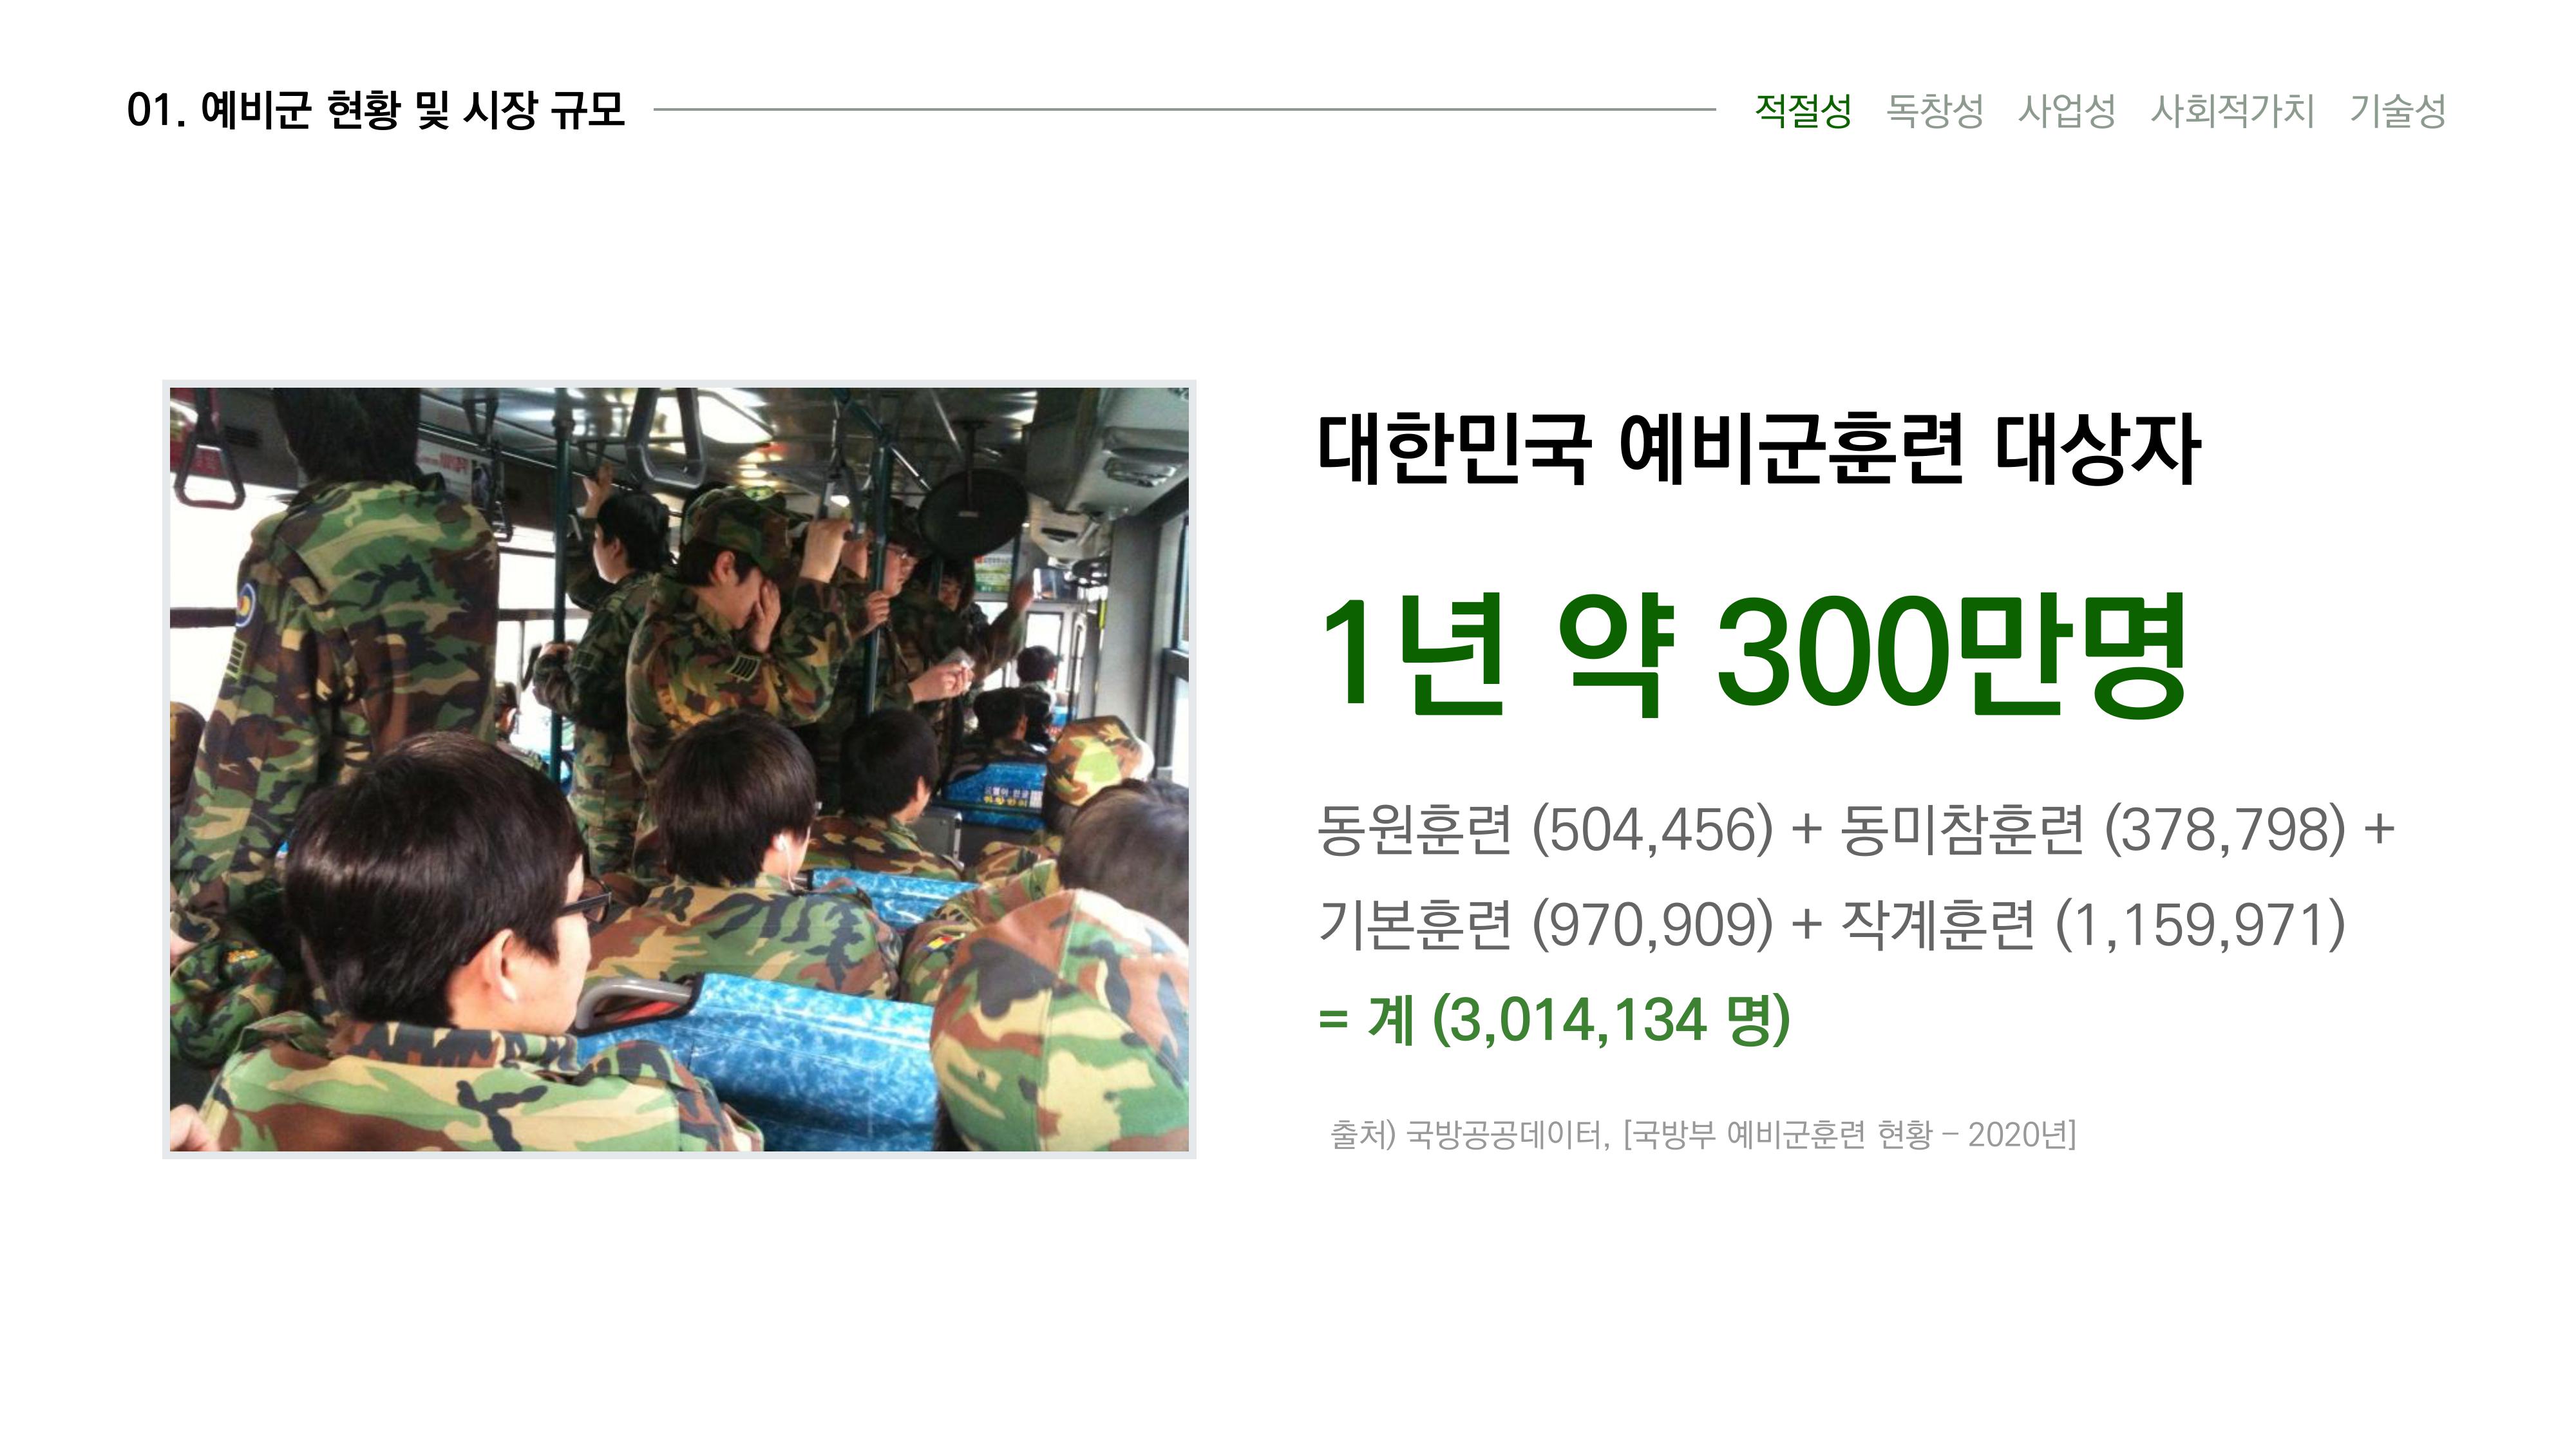 01. 예비군 현황 및 시장 규모
적절성 독창성 사업성 사회적가치 기술성
대한민국 예비군훈련 대상자
1년 약 300만명
동원훈련 (504,456) + 동미참훈련 (378,798) +
기본훈련 (970,909) + 작계훈련 (1,159,971)
= 계 (3,014,134 명)
출처) 국방공공데이터, [국방부 예비군훈련 현황 – 2020년]